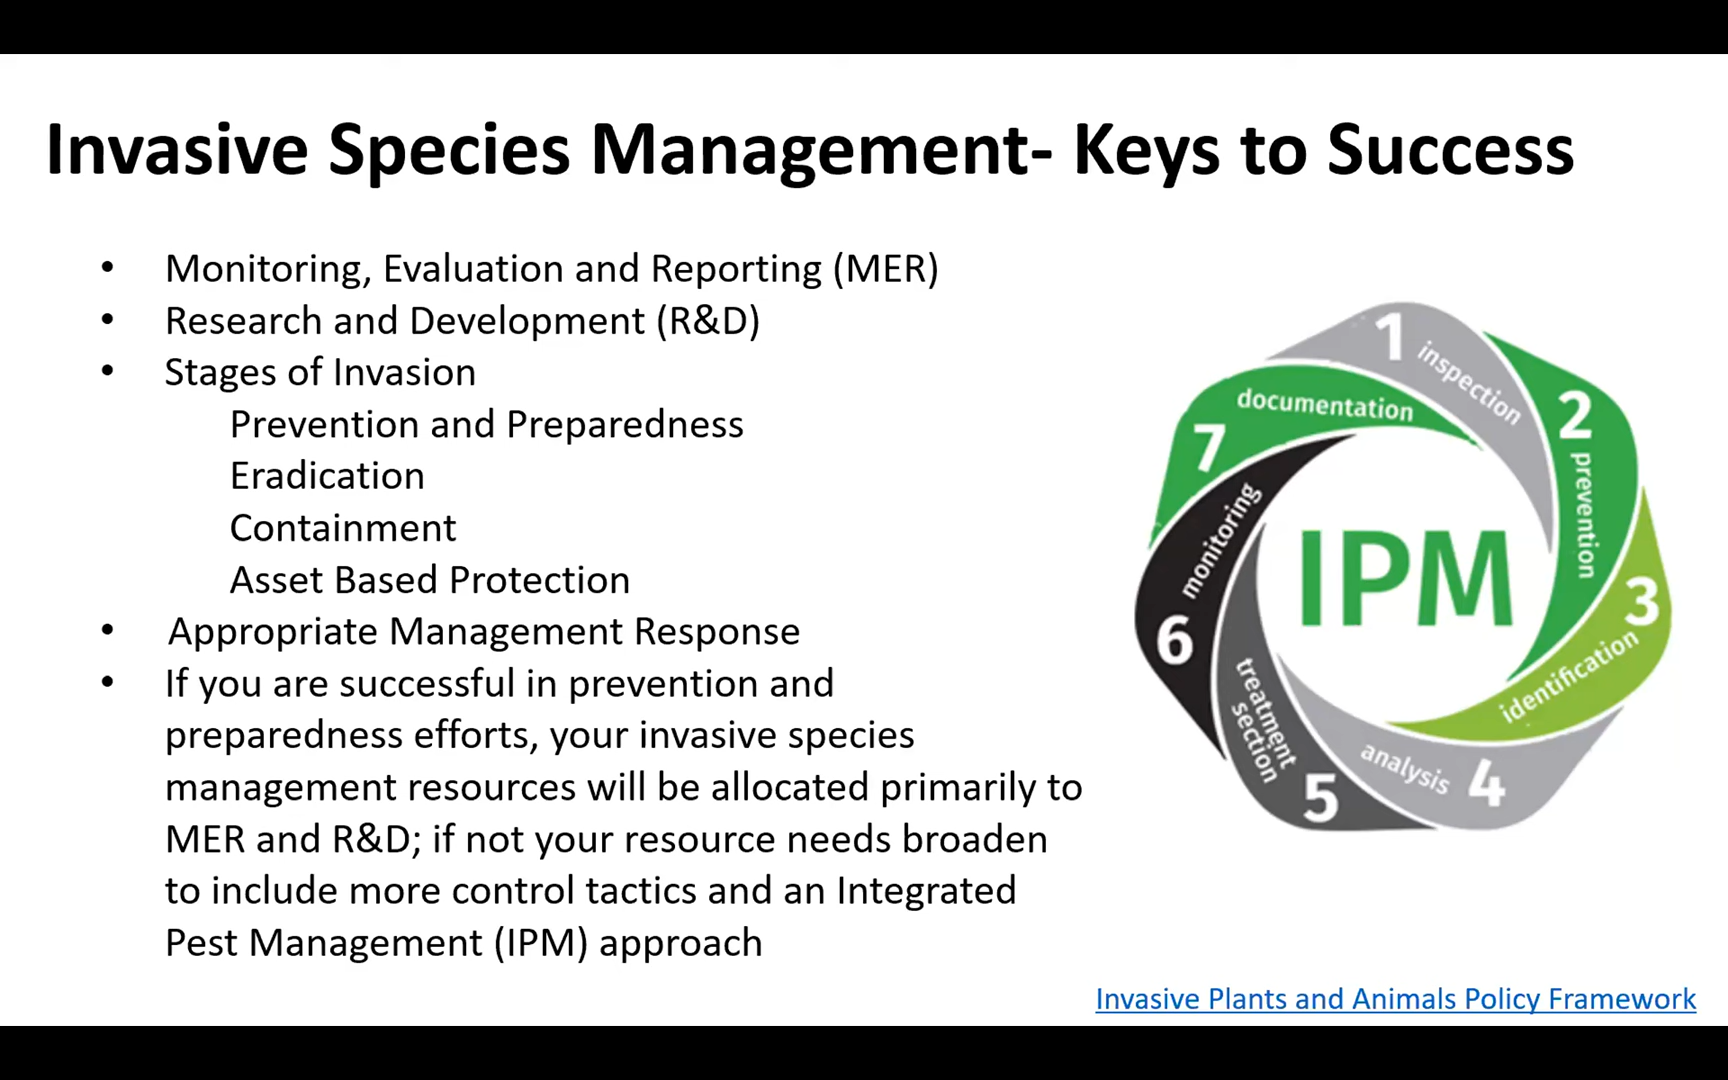 Invasive Species Management- Keys to Success
• Monitoring, Evaluation and Reporting (MER)
• Research and Development (R&D)
• Stages of Invasion
Prevention and Preparedness
Eradication
Containment
Asset Based Protection
• Appropriate Management Response
• If you are successful in prevention and
preparedness efforts, your invasive species
management resources will be allocated primarily to
MER and R&D; if not your resource needs broaden
to include more control tactics and an Integrated
Pest Management (IPM) approach
1 inspection
2 prevention
3 identification
4 analysis
5 treatment
section
6 monitoring
7 documentation
IPM
Invasive Plants and Animals Policy Framework